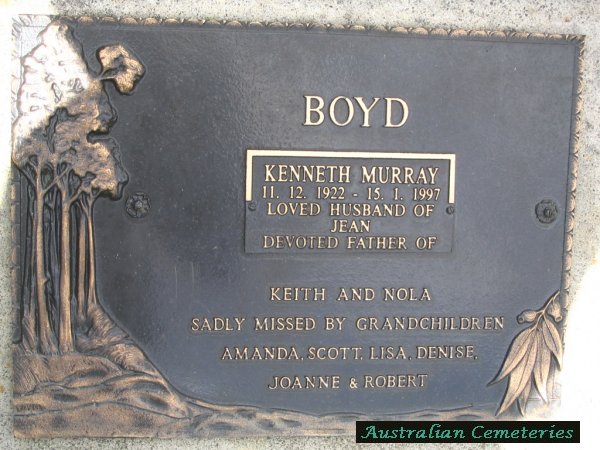 BOYD
KENNETH MURRAY
11. 12. 1922 - 15. 1. 1997
LOVED HUSBAND OF
JEAN
DEVOTED FATHER OF
KEITH AND NOLA
SADLY MISSED BY GRANDCHILDREN
AMANDA, SCOTT, LISA, DENISE,
JOANNE & ROBERT
Australian Cemeteries